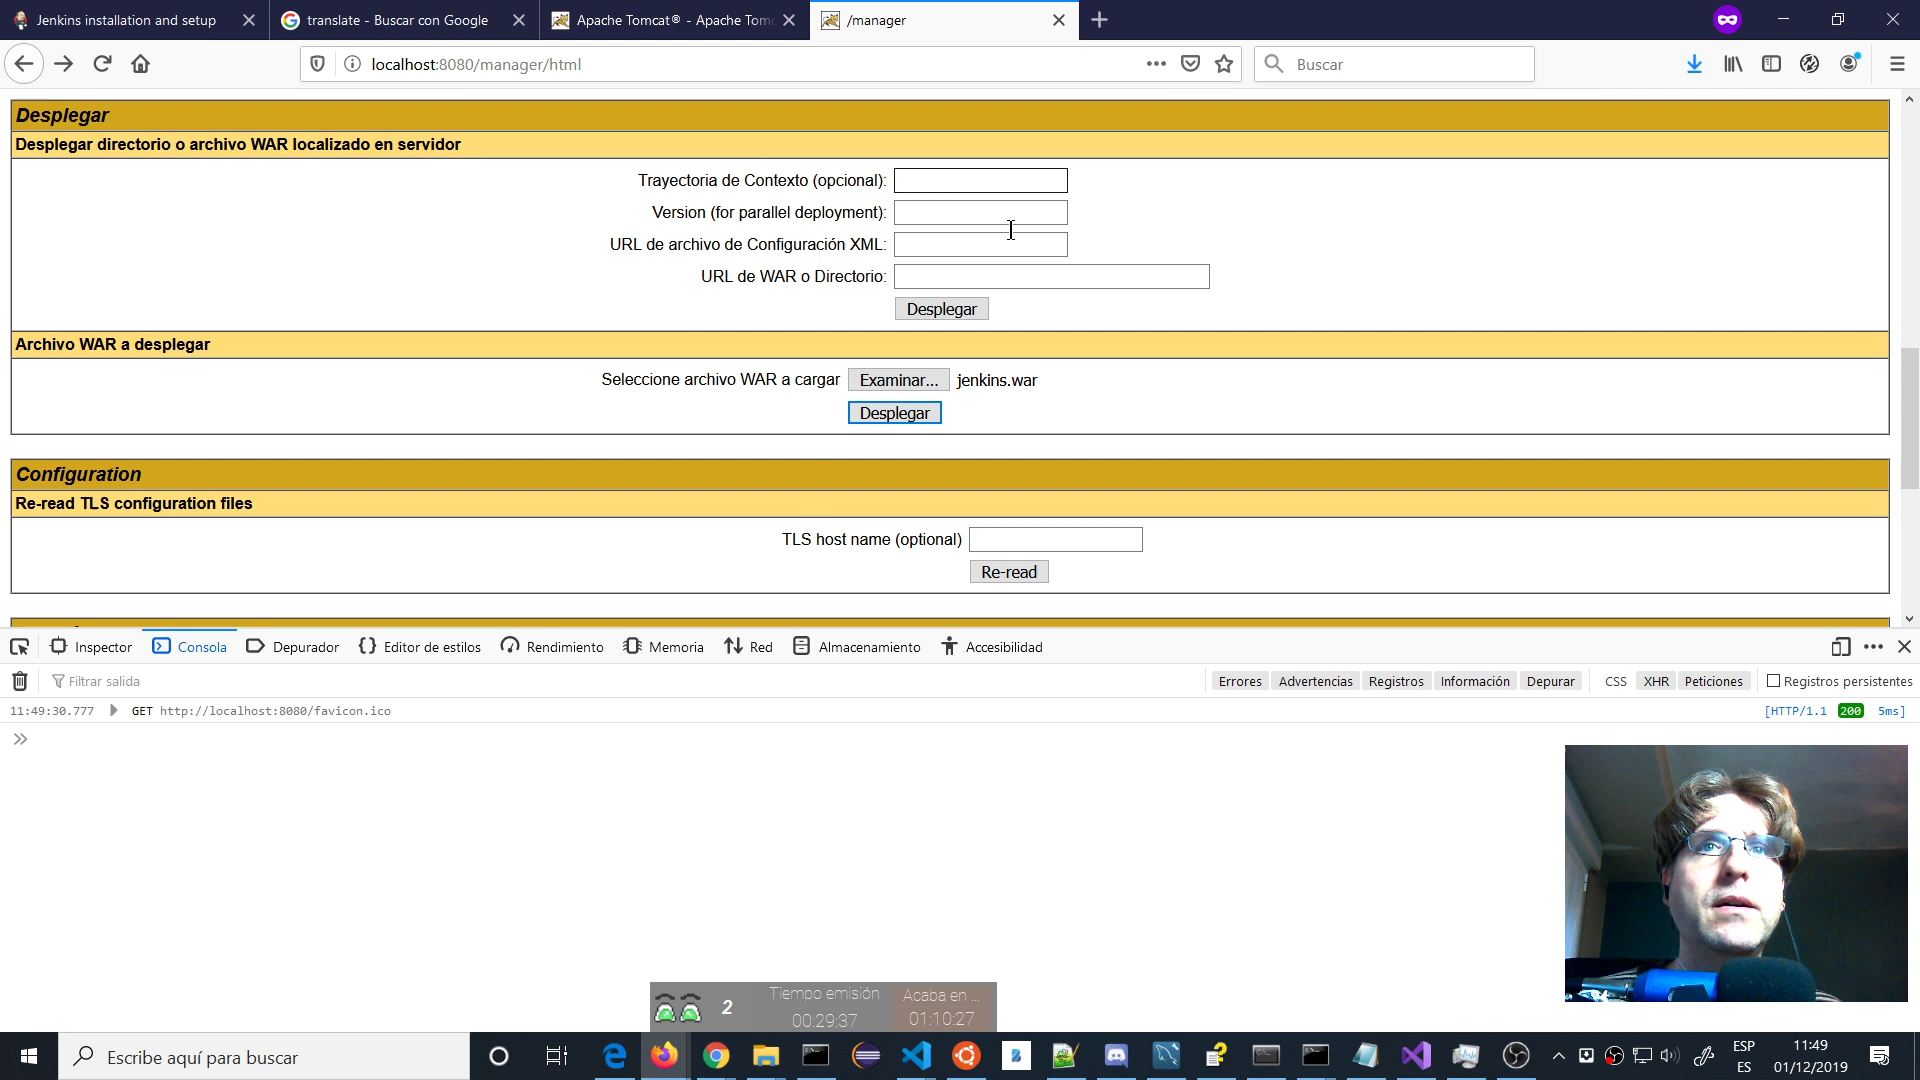 Jenkins installation and setup
translate - Buscar con Google
Apache Tomcat® - Apache Tom
/manager
localhost:8080/manager/html
Buscar
Desplegar
Desplegar directorio o archivo WAR localizado en servidor
Trayectoria de Contexto (opcional):
Version (for parallel deployment):
URL de archivo de Configuración XML:
URL de WAR o Directorio:
Desplegar
Archivo WAR a desplegar
Seleccione archivo WAR a cargar Examinar... jenkins.war
Desplegar
Configuration
Re-read TLS configuration files
TLS host name (optional)
Re-read
Inspector Consola Depurador Editor de estilos Rendimiento Memoria Red Almacenamiento Accesibilidad
Filtrar salida Errores Advertencias Registros Información Depurar CSS XHR Peticiones Registros persistentes
11:49:30.777 GET http://localhost:8080/favicon.ico [HTTP/1.1 200 5ms]
2 Tiempo emisión Acaba en ...
00:29:37 01:10:27
Escribe aquí para buscar
ESP 11:49
ES 01/12/2019